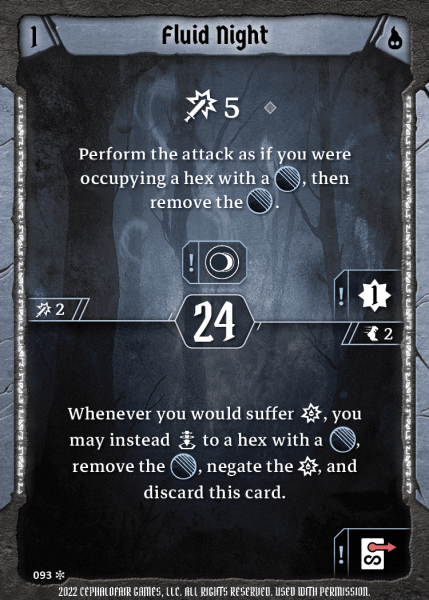 1
Fluid Night
5
Perform the attack as if you were
occupying a hex with a , then
remove the .
!
! 1
2
24
2
Whenever you would suffer , you
may instead to a hex with a ,
remove the , negate the , and
discard this card.
!
093
2022 CEPHALOFAIR GAMES, LLC. ALL RIGHTS RESERVED. USED WITH PERMISSION.